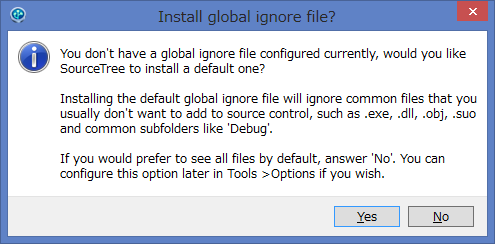 Install global ignore file?
You don't have a global ignore file configured currently, would you like
SourceTree to install a default one?
Installing the default global ignore file will ignore common files that you
usually don't want to add to source control, such as .exe, .dll, .obj, .suo
and common subfolders like 'Debug'.
If you would prefer to see all files by default, answer 'No'. You can
configure this option later in Tools >Options if you wish.
Yes
No